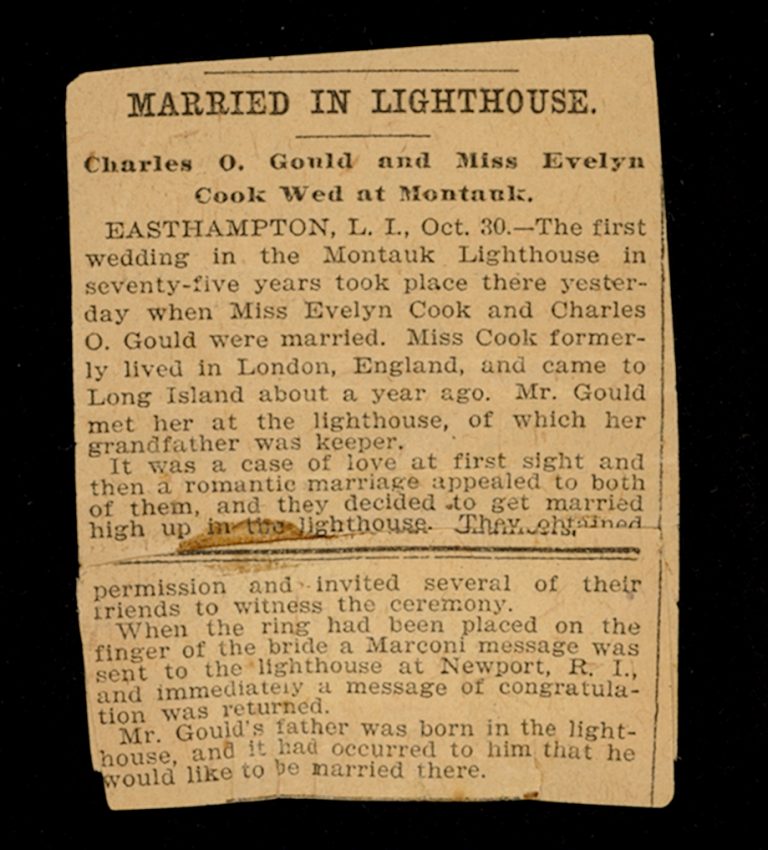 MARRIED IN LIGHTHOUSE.
Charles O. Gould and Miss Evelyn
Cook Wed at Montauk.
EASTHAMPTON, L. I., Oct. 30.—The first
wedding in the Montauk Lighthouse in
seventy-five years took place there yester-
day when Miss Evelyn Cook and Charles
O. Gould were married. Miss Cook former-
ly lived in London, England, and came to
Long Island about a year ago. Mr. Gould
met her at the lighthouse, of which her
grandfather was keeper.
It was a case of love at first sight and
then a romantic marriage appealed to both
of them, and they decided to get married
high up in the lighthouse. They obtained
permission and invited several of their
friends to witness the ceremony.
When the ring had been placed on the
finger of the bride a Marconi message was
sent to the lighthouse at Newport, R. I.,
and immediately a message of congratula-
tion was returned.
Mr. Gould's father was born in the light-
house, and it had occurred to him that he
would like to be married there.